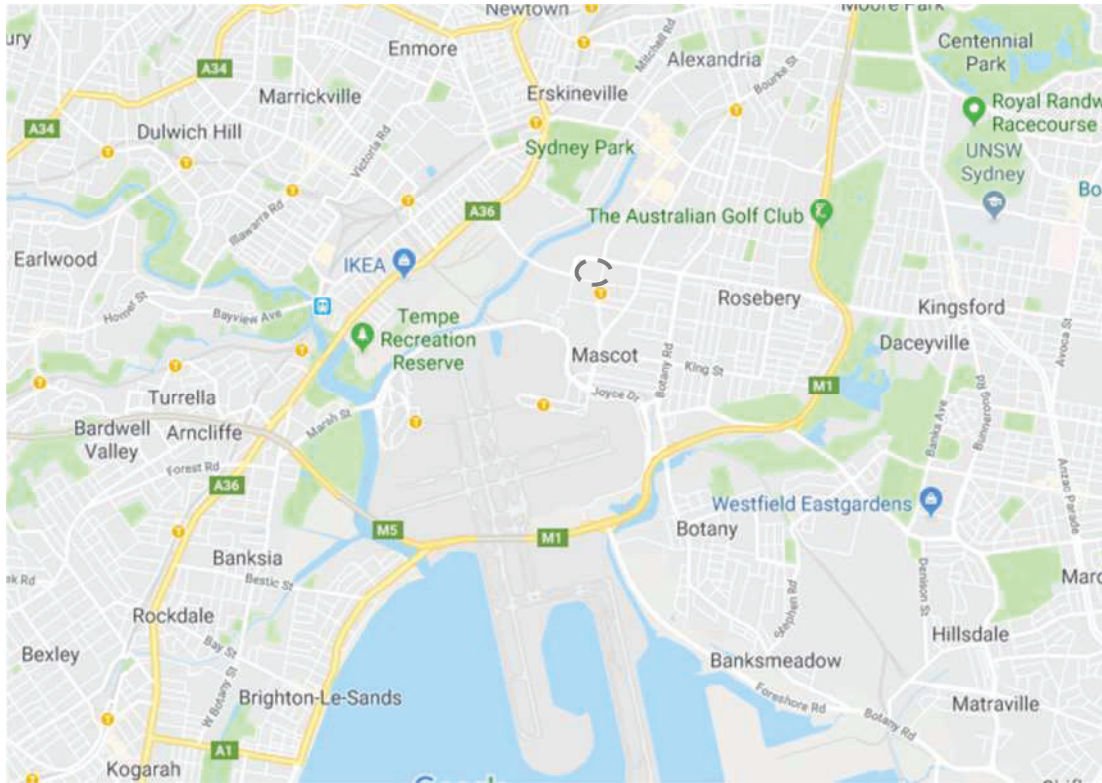 Newtown
Moore Park
ury
Enmore
Mitchell Rd
Alexandria
Centennial
Park
A34
Bourke St
Marrickville
Erskineville
Royal Randw
Racecourse
A34
Dulwich Hill
Victoria Rd
Sydney Park
UNSW
Sydney
Bo
Illawarra Rd
A36
The Australian Golf Club
Earlwood
IKEA
Homer St
Bayview Ave
Rosebery
Kingsford
Tempe
Recreation
Reserve
Mascot
Botany Rd
King St
Daceyville
Avoca St
Turrella
Joyce Dr
M1
Marsh St
Bardwell
Valley
Arncliffe
Banks Ave
Bunnerong Rd
Forest Rd
A36
Anzac Parade
Westfield Eastgardens
M5
M1
Botany
Banksia
Bestic St
Denison St
Marc
Rockdale
Stephen Rd
Hillsdale
Bay St
Bexley
Banksmeadow
W Botany St
Brighton-Le-Sands
Foreshore Rd
Botany Rd
Matraville
A1
Kogarah